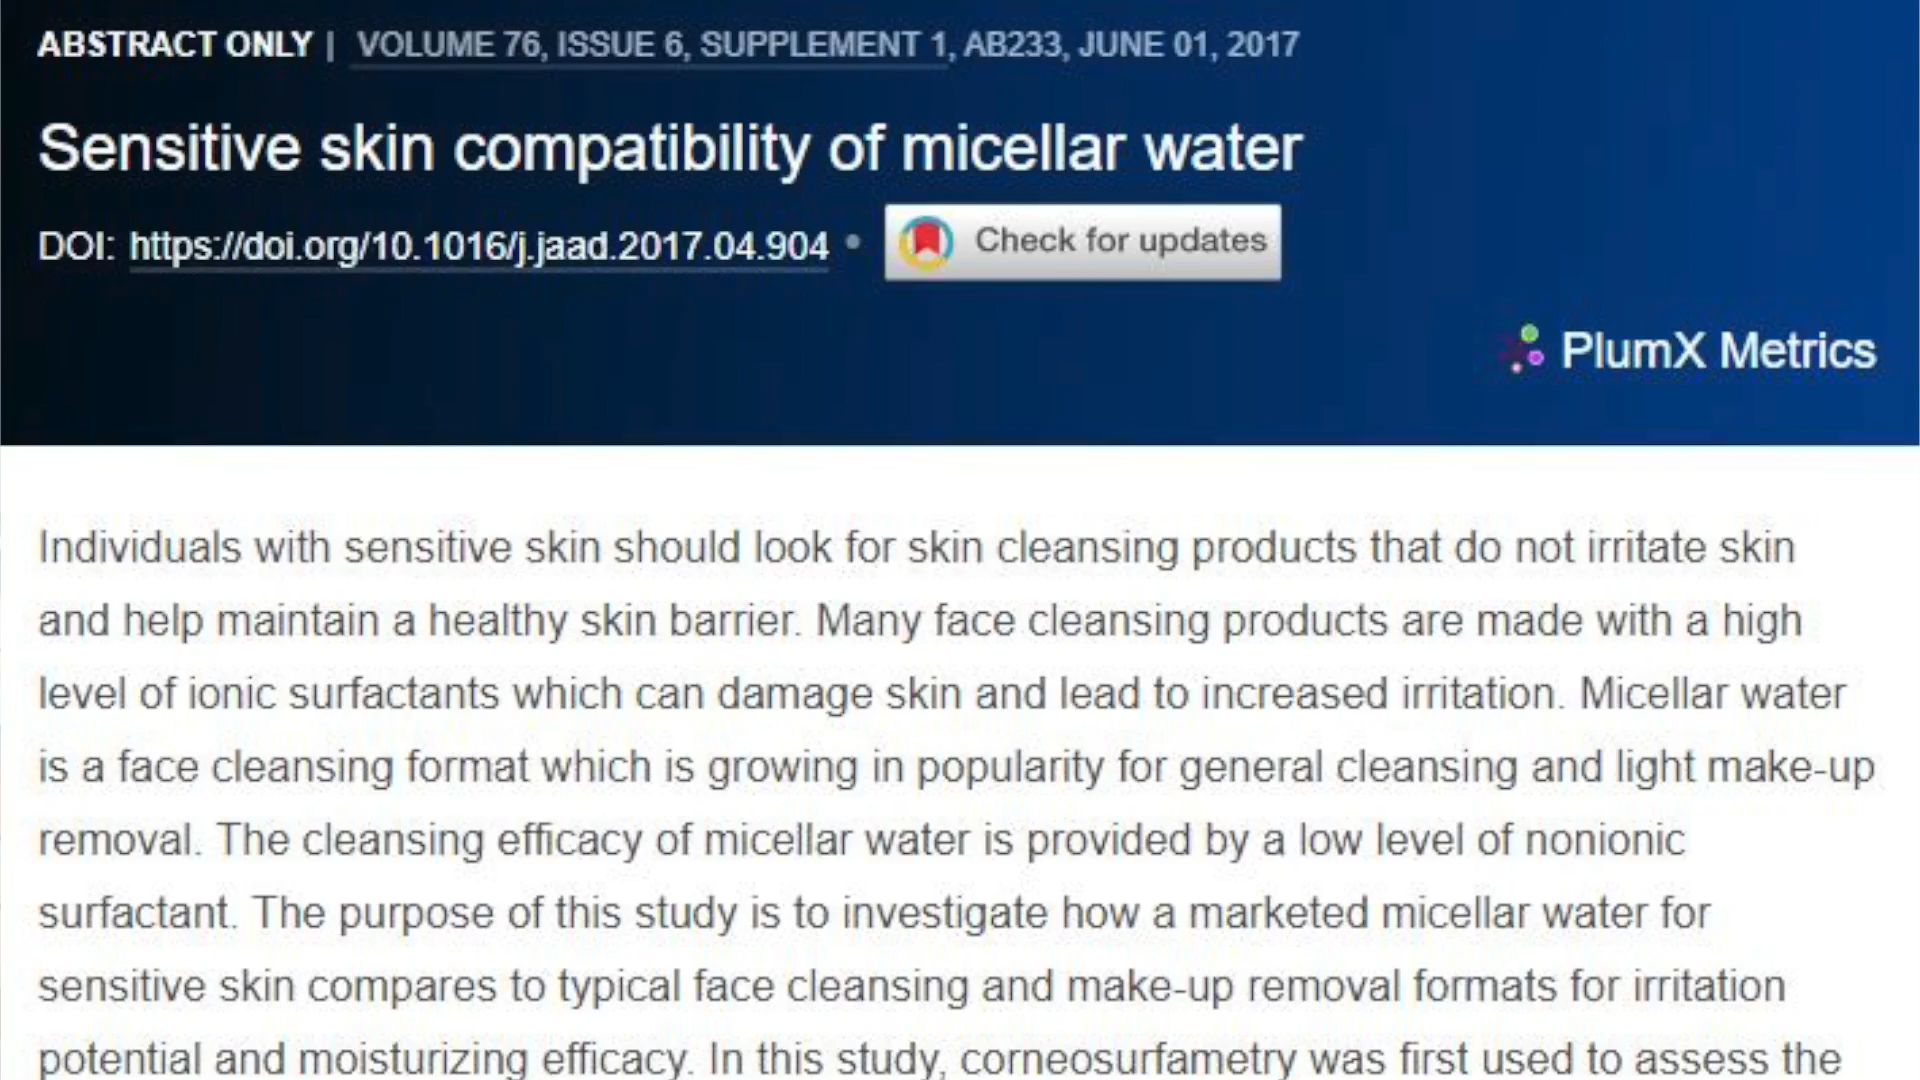 ABSTRACT ONLY | VOLUME 76, ISSUE 6, SUPPLEMENT 1, AB233, JUNE 01, 2017
Sensitive skin compatibility of micellar water
DOI: https://doi.org/10.1016/j.jaad.2017.04.904 • Check for updates
PlumX Metrics
Individuals with sensitive skin should look for skin cleansing products that do not irritate skin
and help maintain a healthy skin barrier. Many face cleansing products are made with a high
level of ionic surfactants which can damage skin and lead to increased irritation. Micellar water
is a face cleansing format which is growing in popularity for general cleansing and light make-up
removal. The cleansing efficacy of micellar water is provided by a low level of nonionic
surfactant. The purpose of this study is to investigate how a marketed micellar water for
sensitive skin compares to typical face cleansing and make-up removal formats for irritation
potential and moisturizing efficacy. In this study, corneosurfametry was first used to assess the